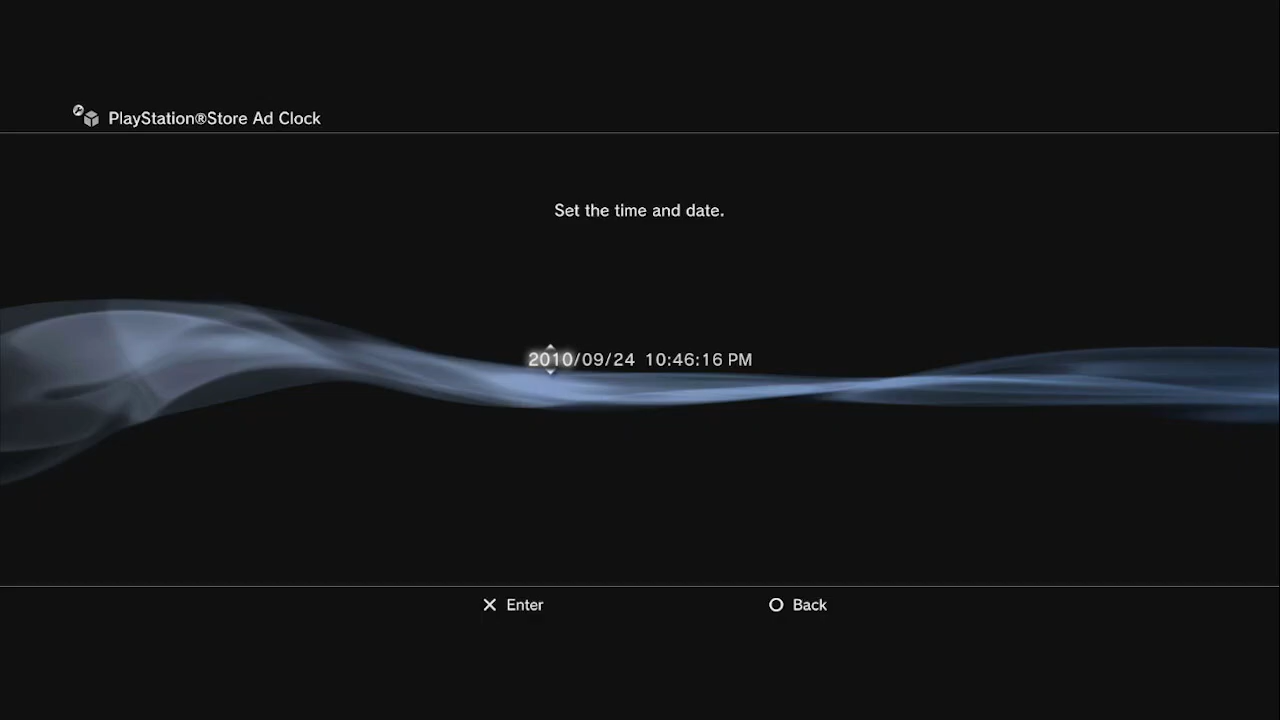 PlayStation®Store Ad Clock
Set the time and date.
2010/09/24 10:46:16 PM
Enter
Back